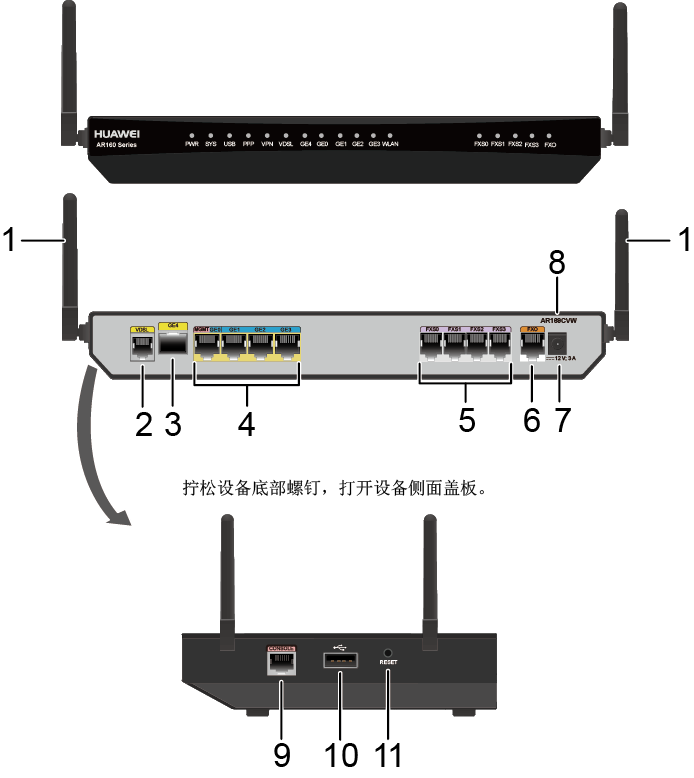 HUAWEI
AR160 Series
PWR SYS USB PFP VPN VDSL GE4 GE0 GE1 GE2 GE3 WLAN FXS0 FXS1 FXS2 FXS3 FXO
1 1
8
AR169CVW
VDSL GE4 MGMT GE0 GE1 GE2 GE3 FXS0 FXS1 FXS2 FXS3 FXO
12V; 3A
2 3 4 5 6 7
拧松设备底部螺钉，打开设备侧面盖板。
CONSOLE
RESET
9 10 11